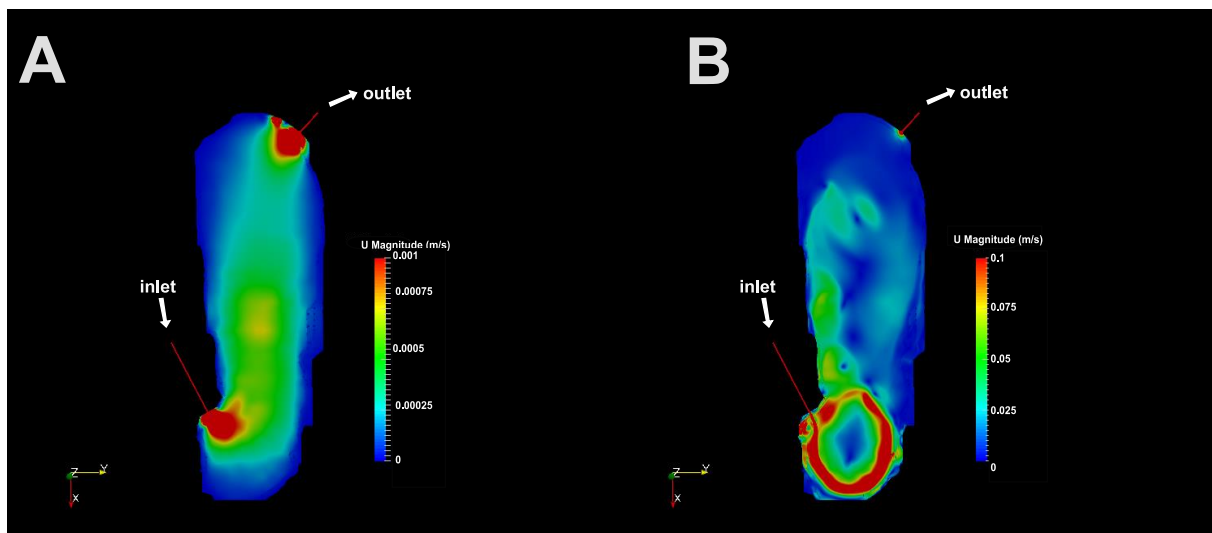 A
outlet
inlet
U Magnitude (m/s)
0.001
0.00075
0.0005
0.00025
0
Z
Y
X
B
outlet
inlet
U Magnitude (m/s)
0.1
0.075
0.05
0.025
0
Z
Y
X